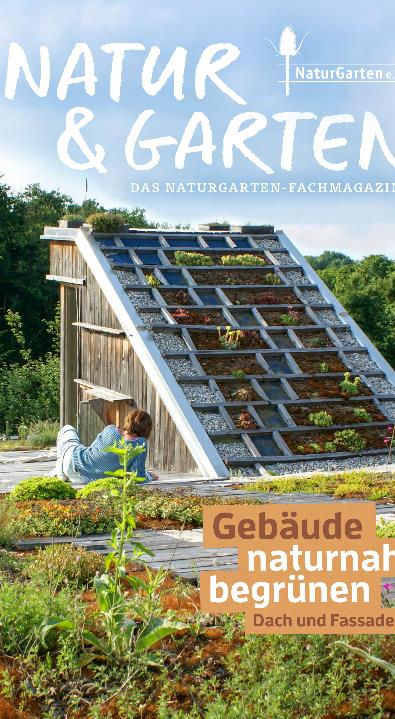 NATUR
NaturGarten e.
& GARTEN
DAS NATURGARTEN-FACHMAGAZIN
Gebäude
naturnah
begrünen
Dach und Fassade